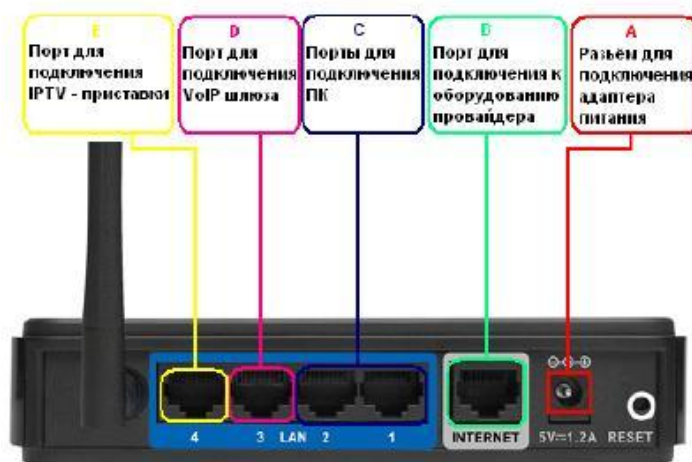 E
Порт для
подключения
IPTV - приставки
D
Порт для
подключения
VoIP шлюза
C
Порты для
подключения
ПК
B
Порт для
подключения к
оборудованию
провайдера
A
Разъём для
подключения
адаптера
питания
4 3 LAN 2 1 INTERNET 5V=1.2A RESET